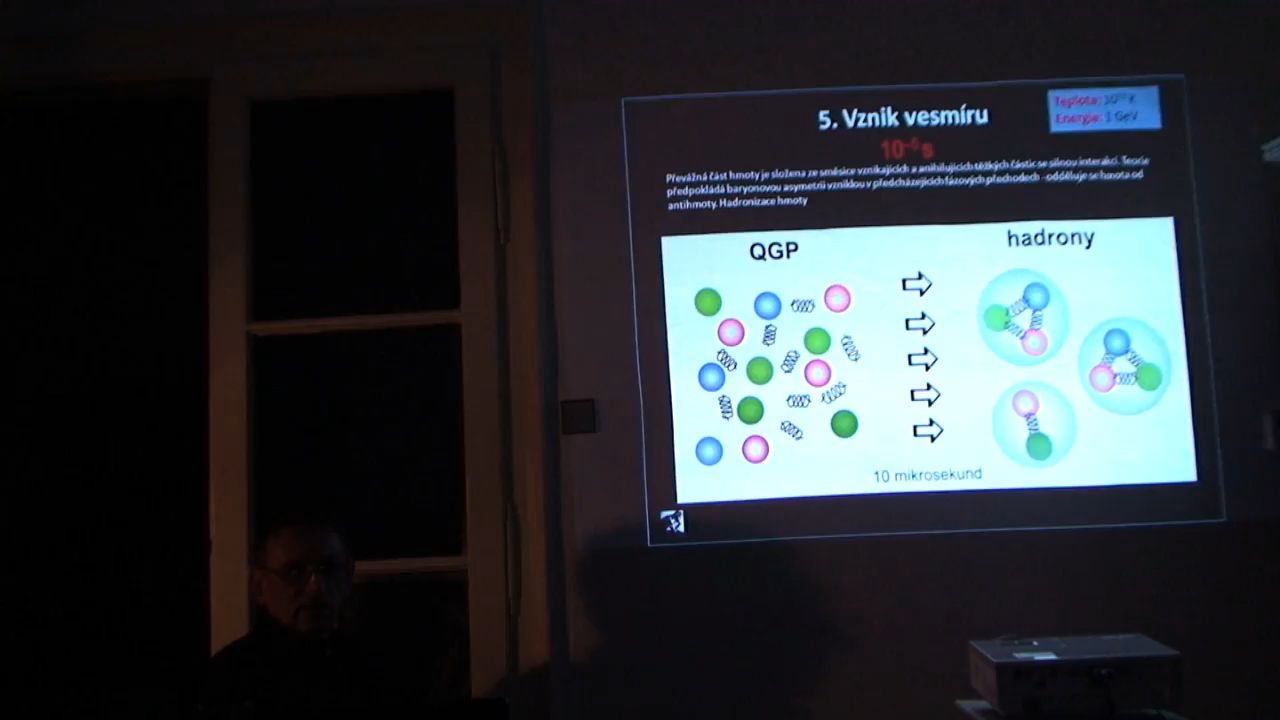 5. Vznik vesmíru
Teplota:
Energie: 1 GeV
10⁻⁶ s
Převážná část hmoty je složena ze směsice vznikajících a anihilujících těžkých částic se silnou interakcí. Teorie
předpokládá baryonovou asymetrii vzniklou v předcházejících fázových přechodech - odděluje se hmota od
antihmoty. Hadronizace hmoty
QGP
hadrony
10 mikrosekund